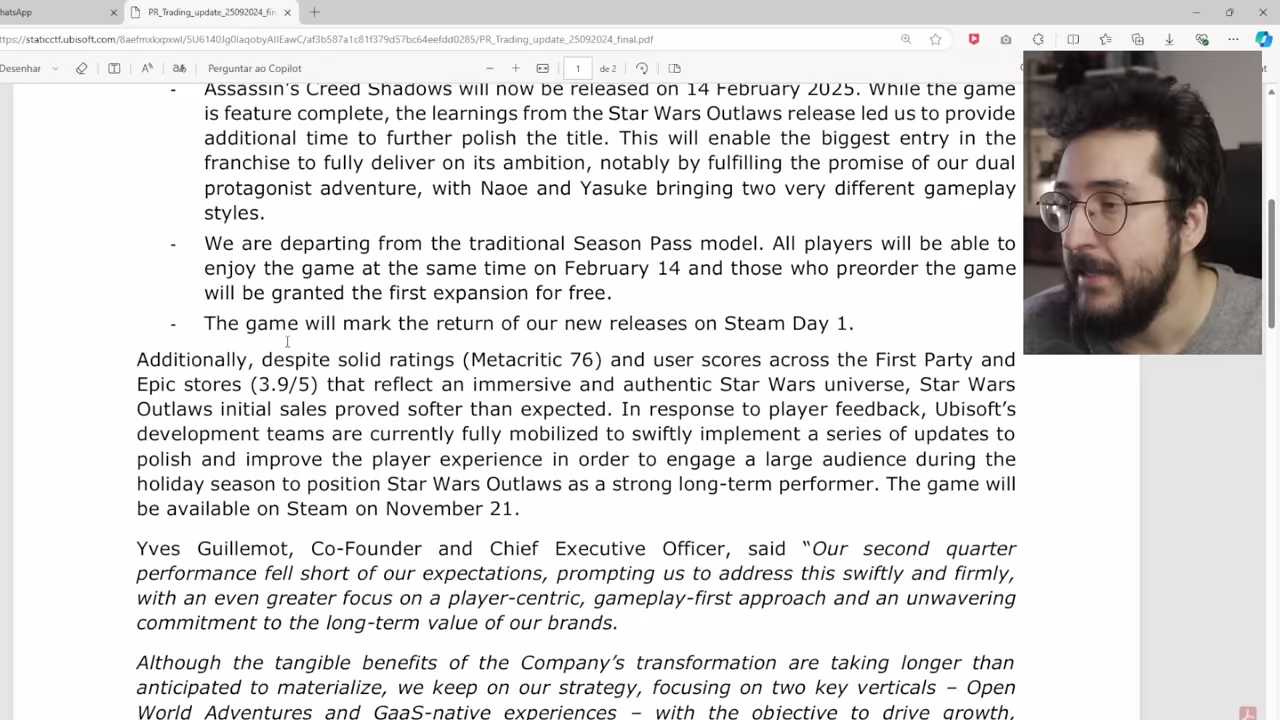 hatsApp
PR_Trading_update_25092024_fin
https://staticctf.ubisoft.com/8aefmxkxpxwl/5U6140Jg0laqobyAIIEawC/af3b587a1c81f379d57bc64eefdd0285/PR_Trading_update_25092024_final.pdf
Desenhar Perguntar ao Copilot 1 de 2
- Assassin's Creed Shadows will now be released on 14 February 2025. While the game
is feature complete, the learnings from the Star Wars Outlaws release led us to provide
additional time to further polish the title. This will enable the biggest entry in the
franchise to fully deliver on its ambition, notably by fulfilling the promise of our dual
protagonist adventure, with Naoe and Yasuke bringing two very different gameplay
styles.
- We are departing from the traditional Season Pass model. All players will be able to
enjoy the game at the same time on February 14 and those who preorder the game
will be granted the first expansion for free.
- The game will mark the return of our new releases on Steam Day 1.
Additionally, despite solid ratings (Metacritic 76) and user scores across the First Party and
Epic stores (3.9/5) that reflect an immersive and authentic Star Wars universe, Star Wars
Outlaws initial sales proved softer than expected. In response to player feedback, Ubisoft's
development teams are currently fully mobilized to swiftly implement a series of updates to
polish and improve the player experience in order to engage a large audience during the
holiday season to position Star Wars Outlaws as a strong long-term performer. The game will
be available on Steam on November 21.
Yves Guillemot, Co-Founder and Chief Executive Officer, said “Our second quarter
performance fell short of our expectations, prompting us to address this swiftly and firmly,
with an even greater focus on a player-centric, gameplay-first approach and an unwavering
commitment to the long-term value of our brands.
Although the tangible benefits of the Company's transformation are taking longer than
anticipated to materialize, we keep on our strategy, focusing on two key verticals – Open
World Adventures and GaaS-native experiences – with the objective to drive growth,